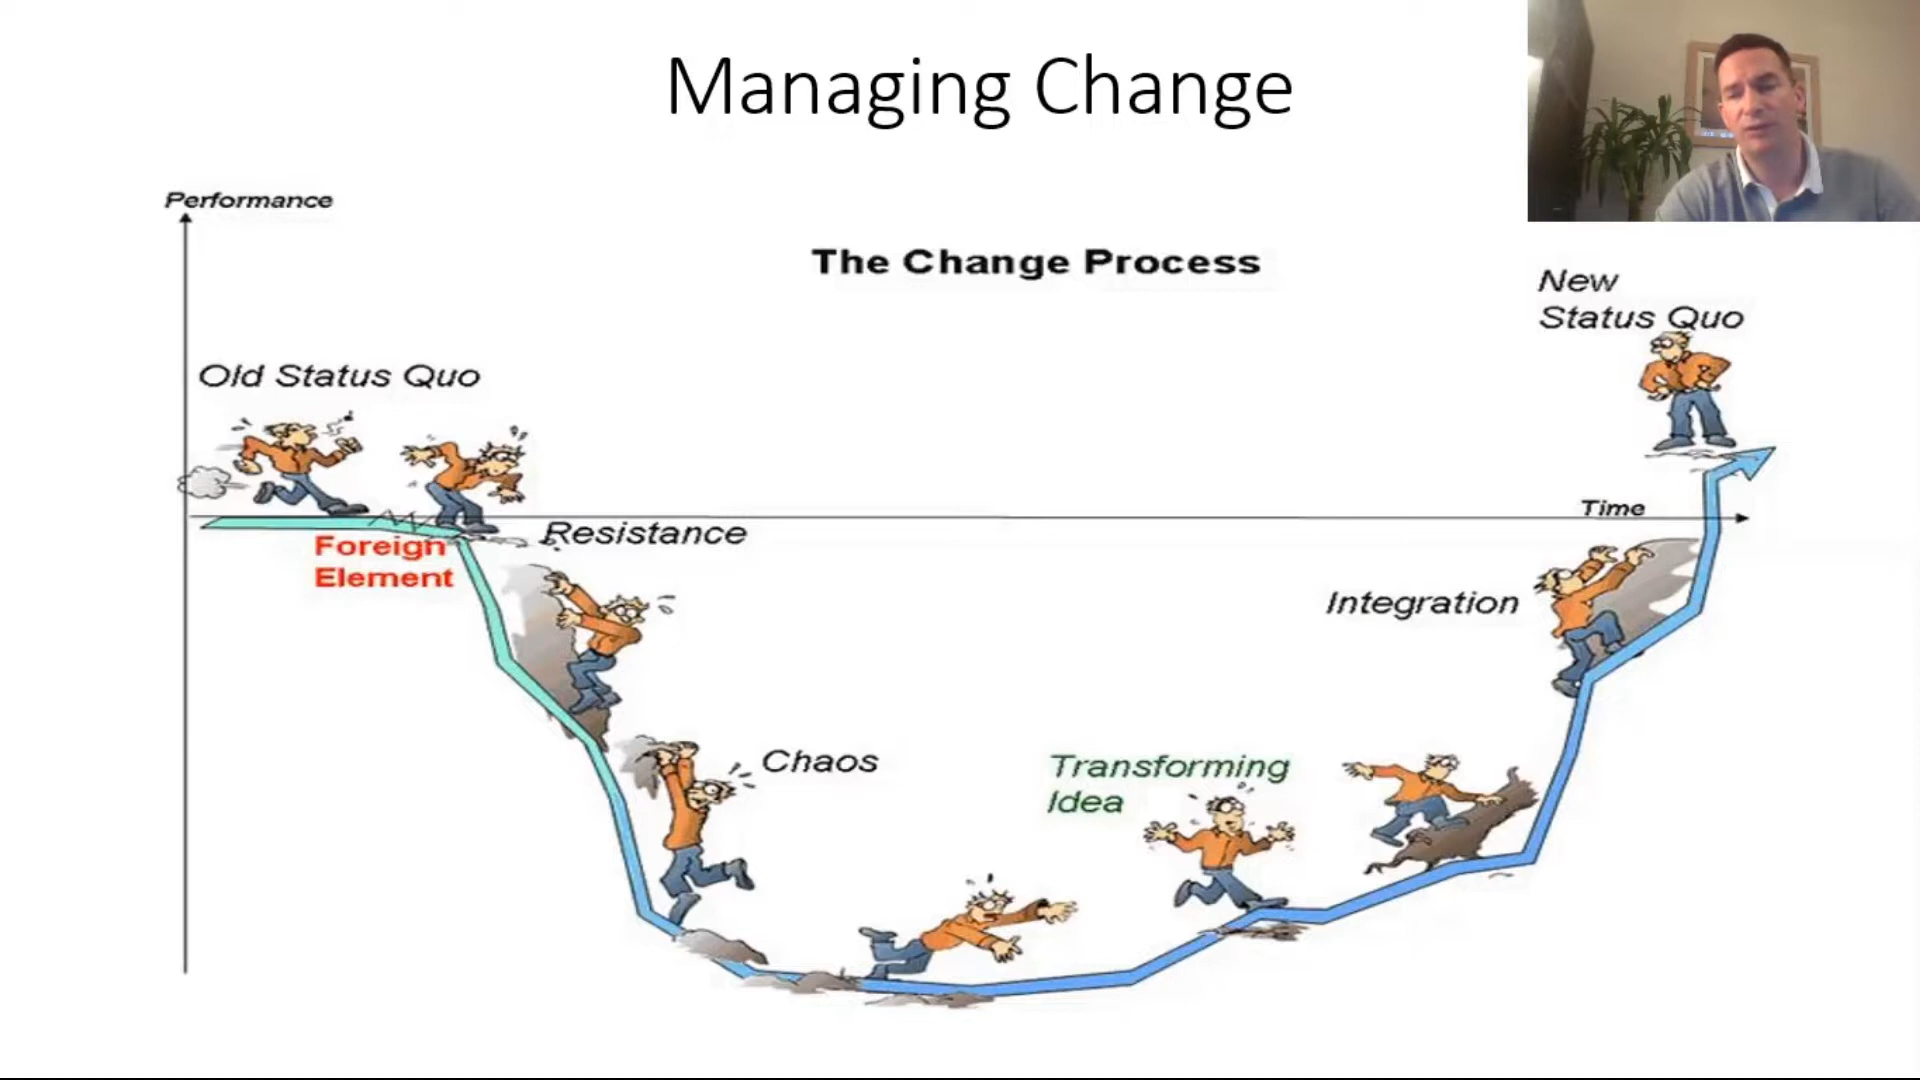 Managing Change
Performance
The Change Process
New
Status Quo
Old Status Quo
Time
Foreign
Element
Resistance
Integration
Chaos
Transforming
Idea